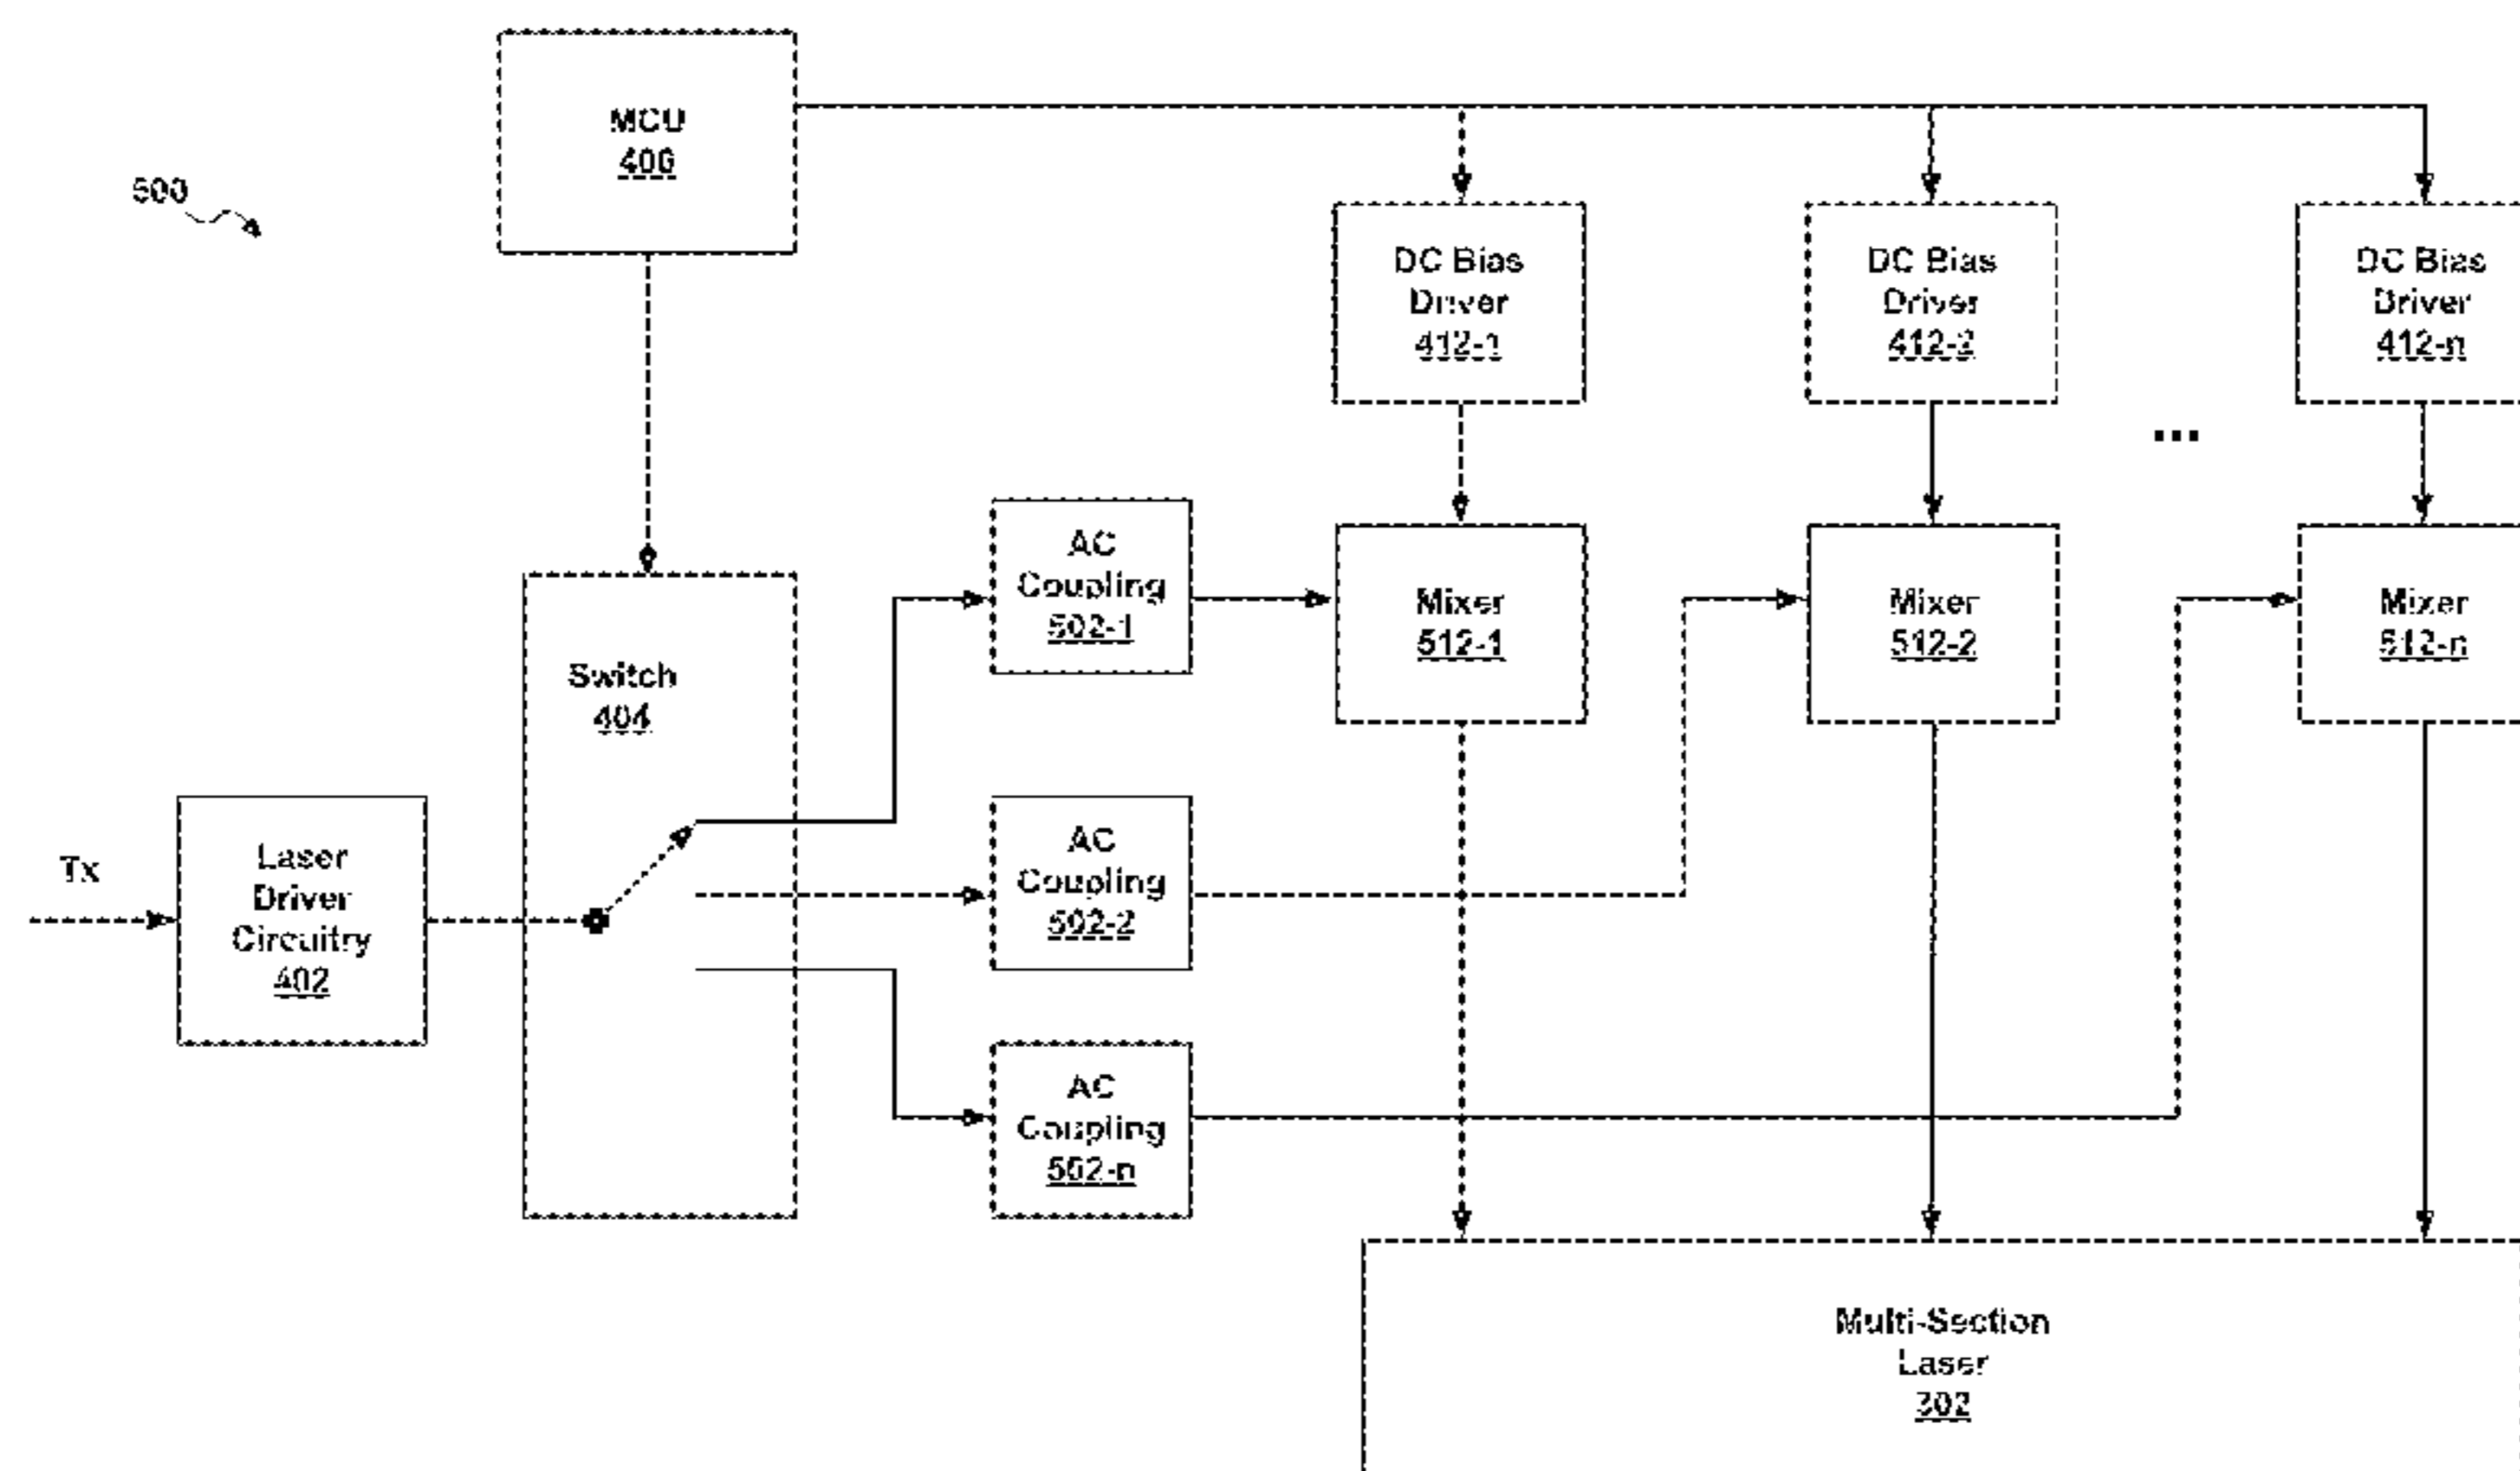 MCU
406
500
DC Bias
Driver
412-1
DC Bias
Driver
412-2
DC Bias
Driver
412-n
...
AC
Coupling
502-1
Mixer
512-1
Mixer
512-2
Mixer
512-n
Switch
404
Tx
Laser
Driver
Circuitry
402
AC
Coupling
502-2
AC
Coupling
502-n
Multi-Section
Laser
302